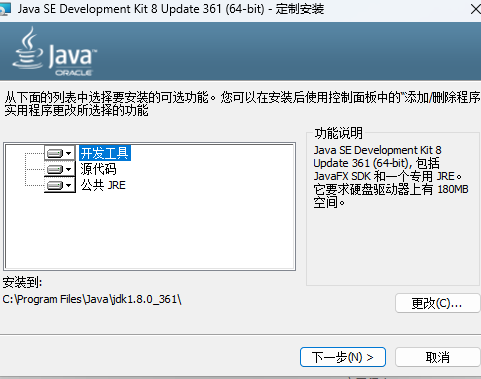 Java SE Development Kit 8 Update 361 (64-bit) - 定制安装
Java
ORACLE
从下面的列表中选择要安装的可选功能。您可以在安装后使用控制面板中的“添加/删除程序
实用程序更改所选择的功能
开发工具
源代码
公共 JRE
功能说明
Java SE Development Kit 8
Update 361 (64-bit), 包括
JavaFX SDK 和一个专用 JRE。
它要求硬盘驱动器上有 180MB
空间。
安装到:
C:\Program Files\Java\jdk1.8.0_361\
更改(C)...
下一步(N) >
取消